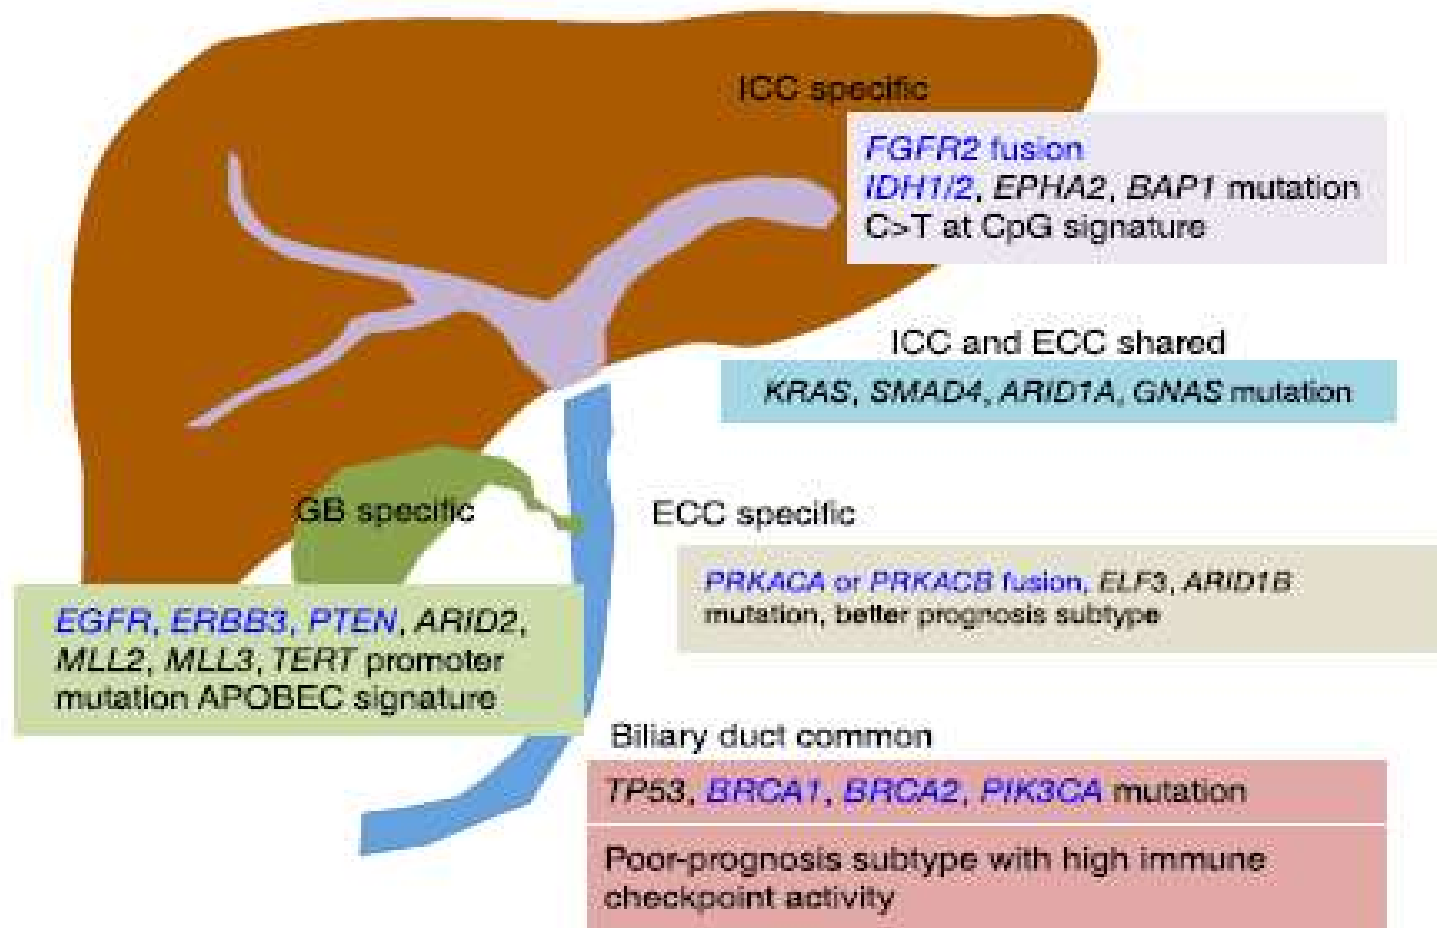 ICC specific
FGFR2 fusion
IDH1/2, EPHA2, BAP1 mutation
C>T at CpG signature
ICC and ECC shared
KRAS, SMAD4, ARID1A, GNAS mutation
GB specific
EGFR, ERBB3, PTEN, ARID2,
MLL2, MLL3, TERT promoter
mutation APOBEC signature
ECC specific
PRKACA or PRKACB fusion, ELF3, ARID1B
mutation, better prognosis subtype
Biliary duct common
TP53, BRCA1, BRCA2, PIK3CA mutation
Poor-prognosis subtype with high immune
checkpoint activity